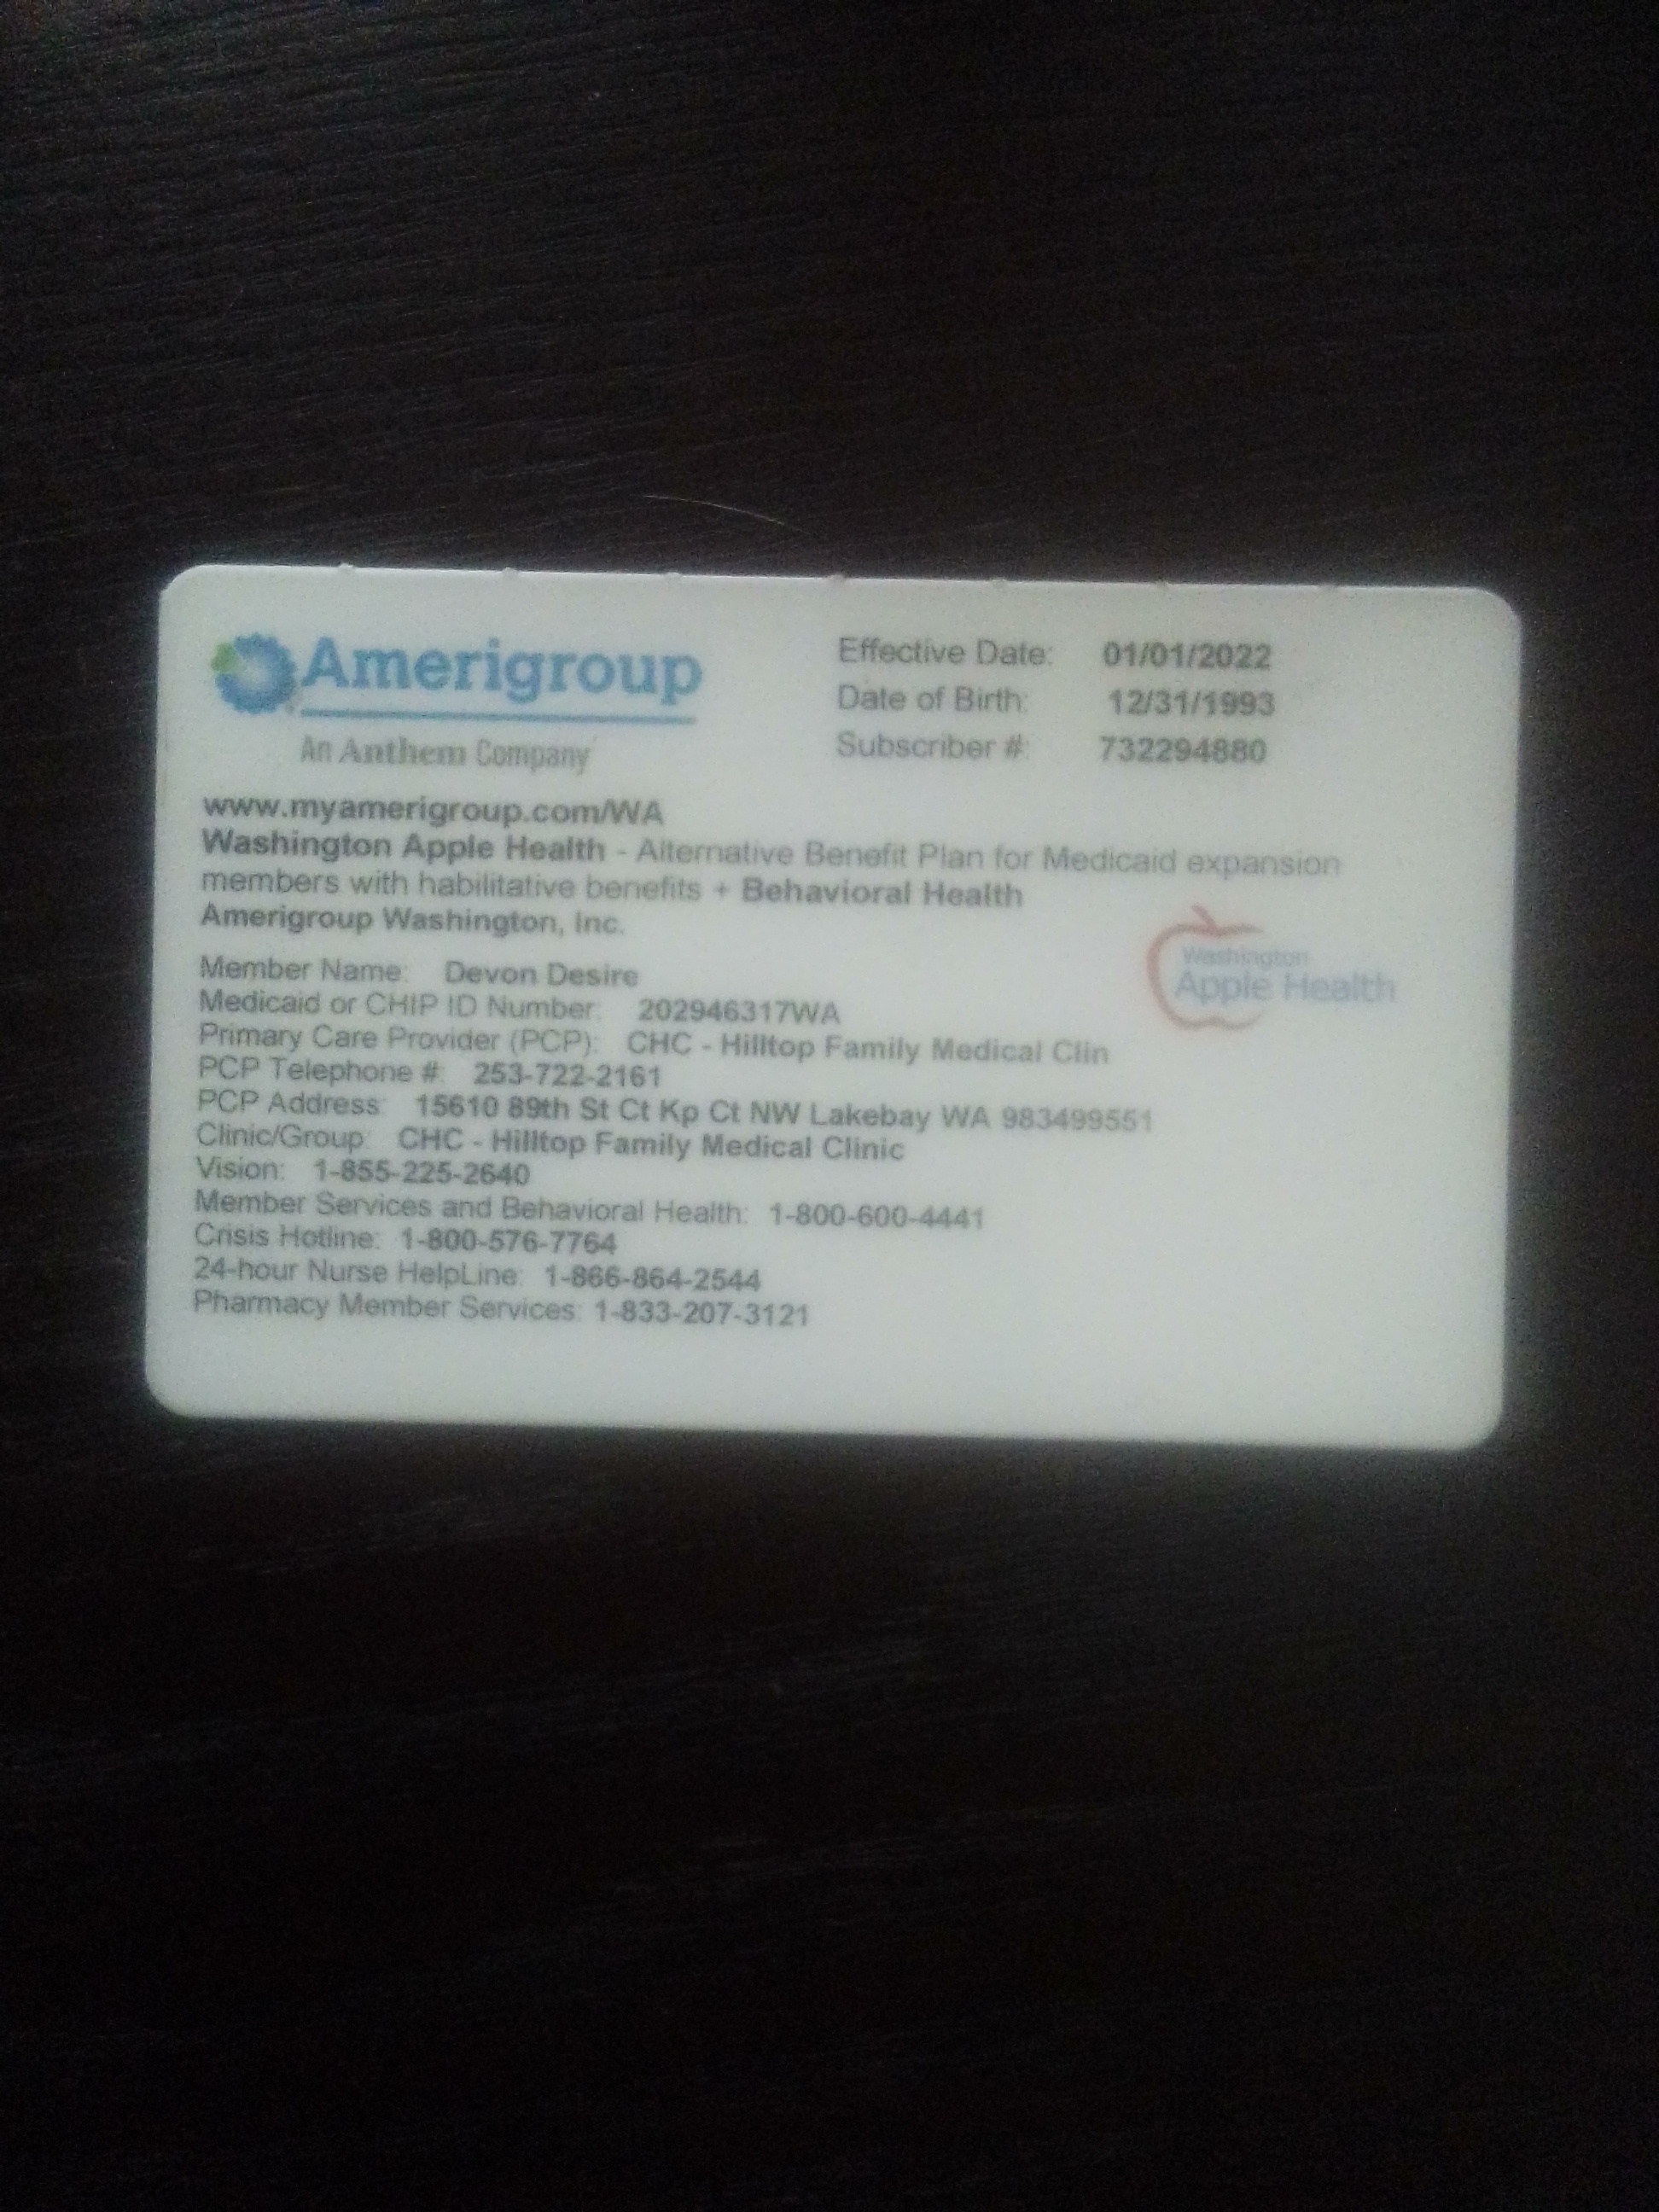 Amerigroup
An Anthem Company
Effective Date: 01/01/2022
Date of Birth: 12/31/1993
Subscriber #: 732294880
www.myamerigroup.com/WA
Washington Apple Health - Alternative Benefit Plan for Medicaid expansion
members with habilitative benefits + Behavioral Health
Amerigroup Washington, Inc.
Washington
Apple Health
Member Name: Devon Desire
Medicaid or CHIP ID Number: 202946317WA
Primary Care Provider (PCP): CHC - Hilltop Family Medical Clin
PCP Telephone #: 253-722-2161
PCP Address: 15610 89th St Ct Kp Ct NW Lakebay WA 983499551
Clinic/Group: CHC - Hilltop Family Medical Clinic
Vision: 1-855-225-2640
Member Services and Behavioral Health: 1-800-600-4441
Crisis Hotline: 1-800-576-7764
24-hour Nurse HelpLine: 1-866-864-2544
Pharmacy Member Services: 1-833-207-3121